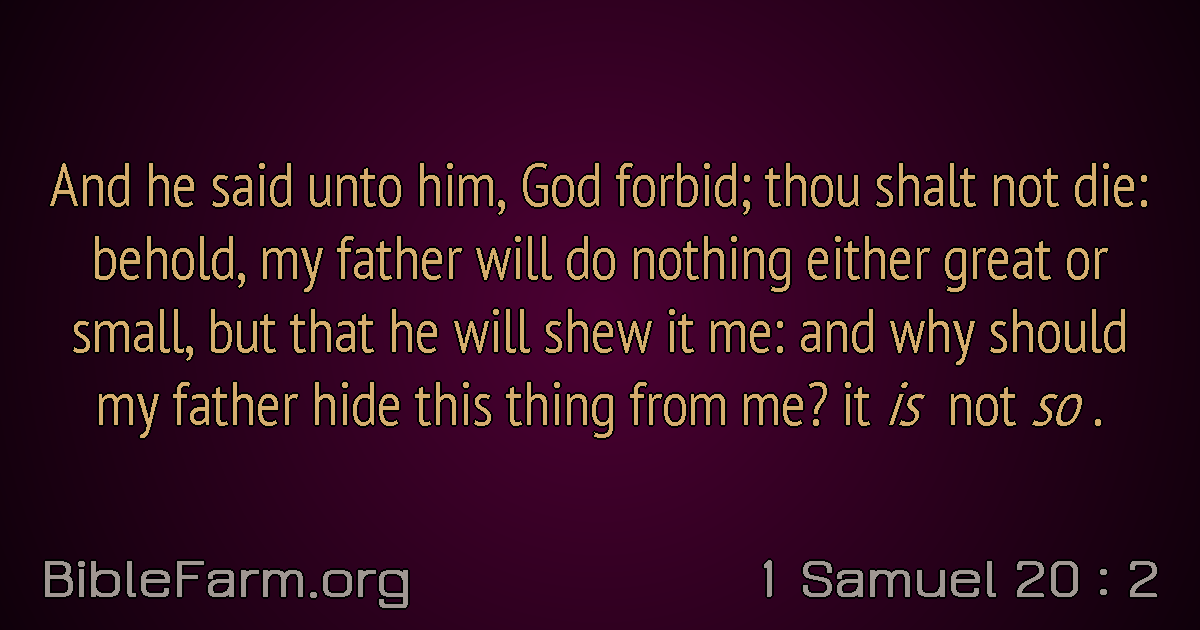 And he said unto him, God forbid; thou shalt not die:
behold, my father will do nothing either great or
small, but that he will shew it me: and why should
my father hide this thing from me? it is not so .
BibleFarm.org
1 Samuel 20 : 2